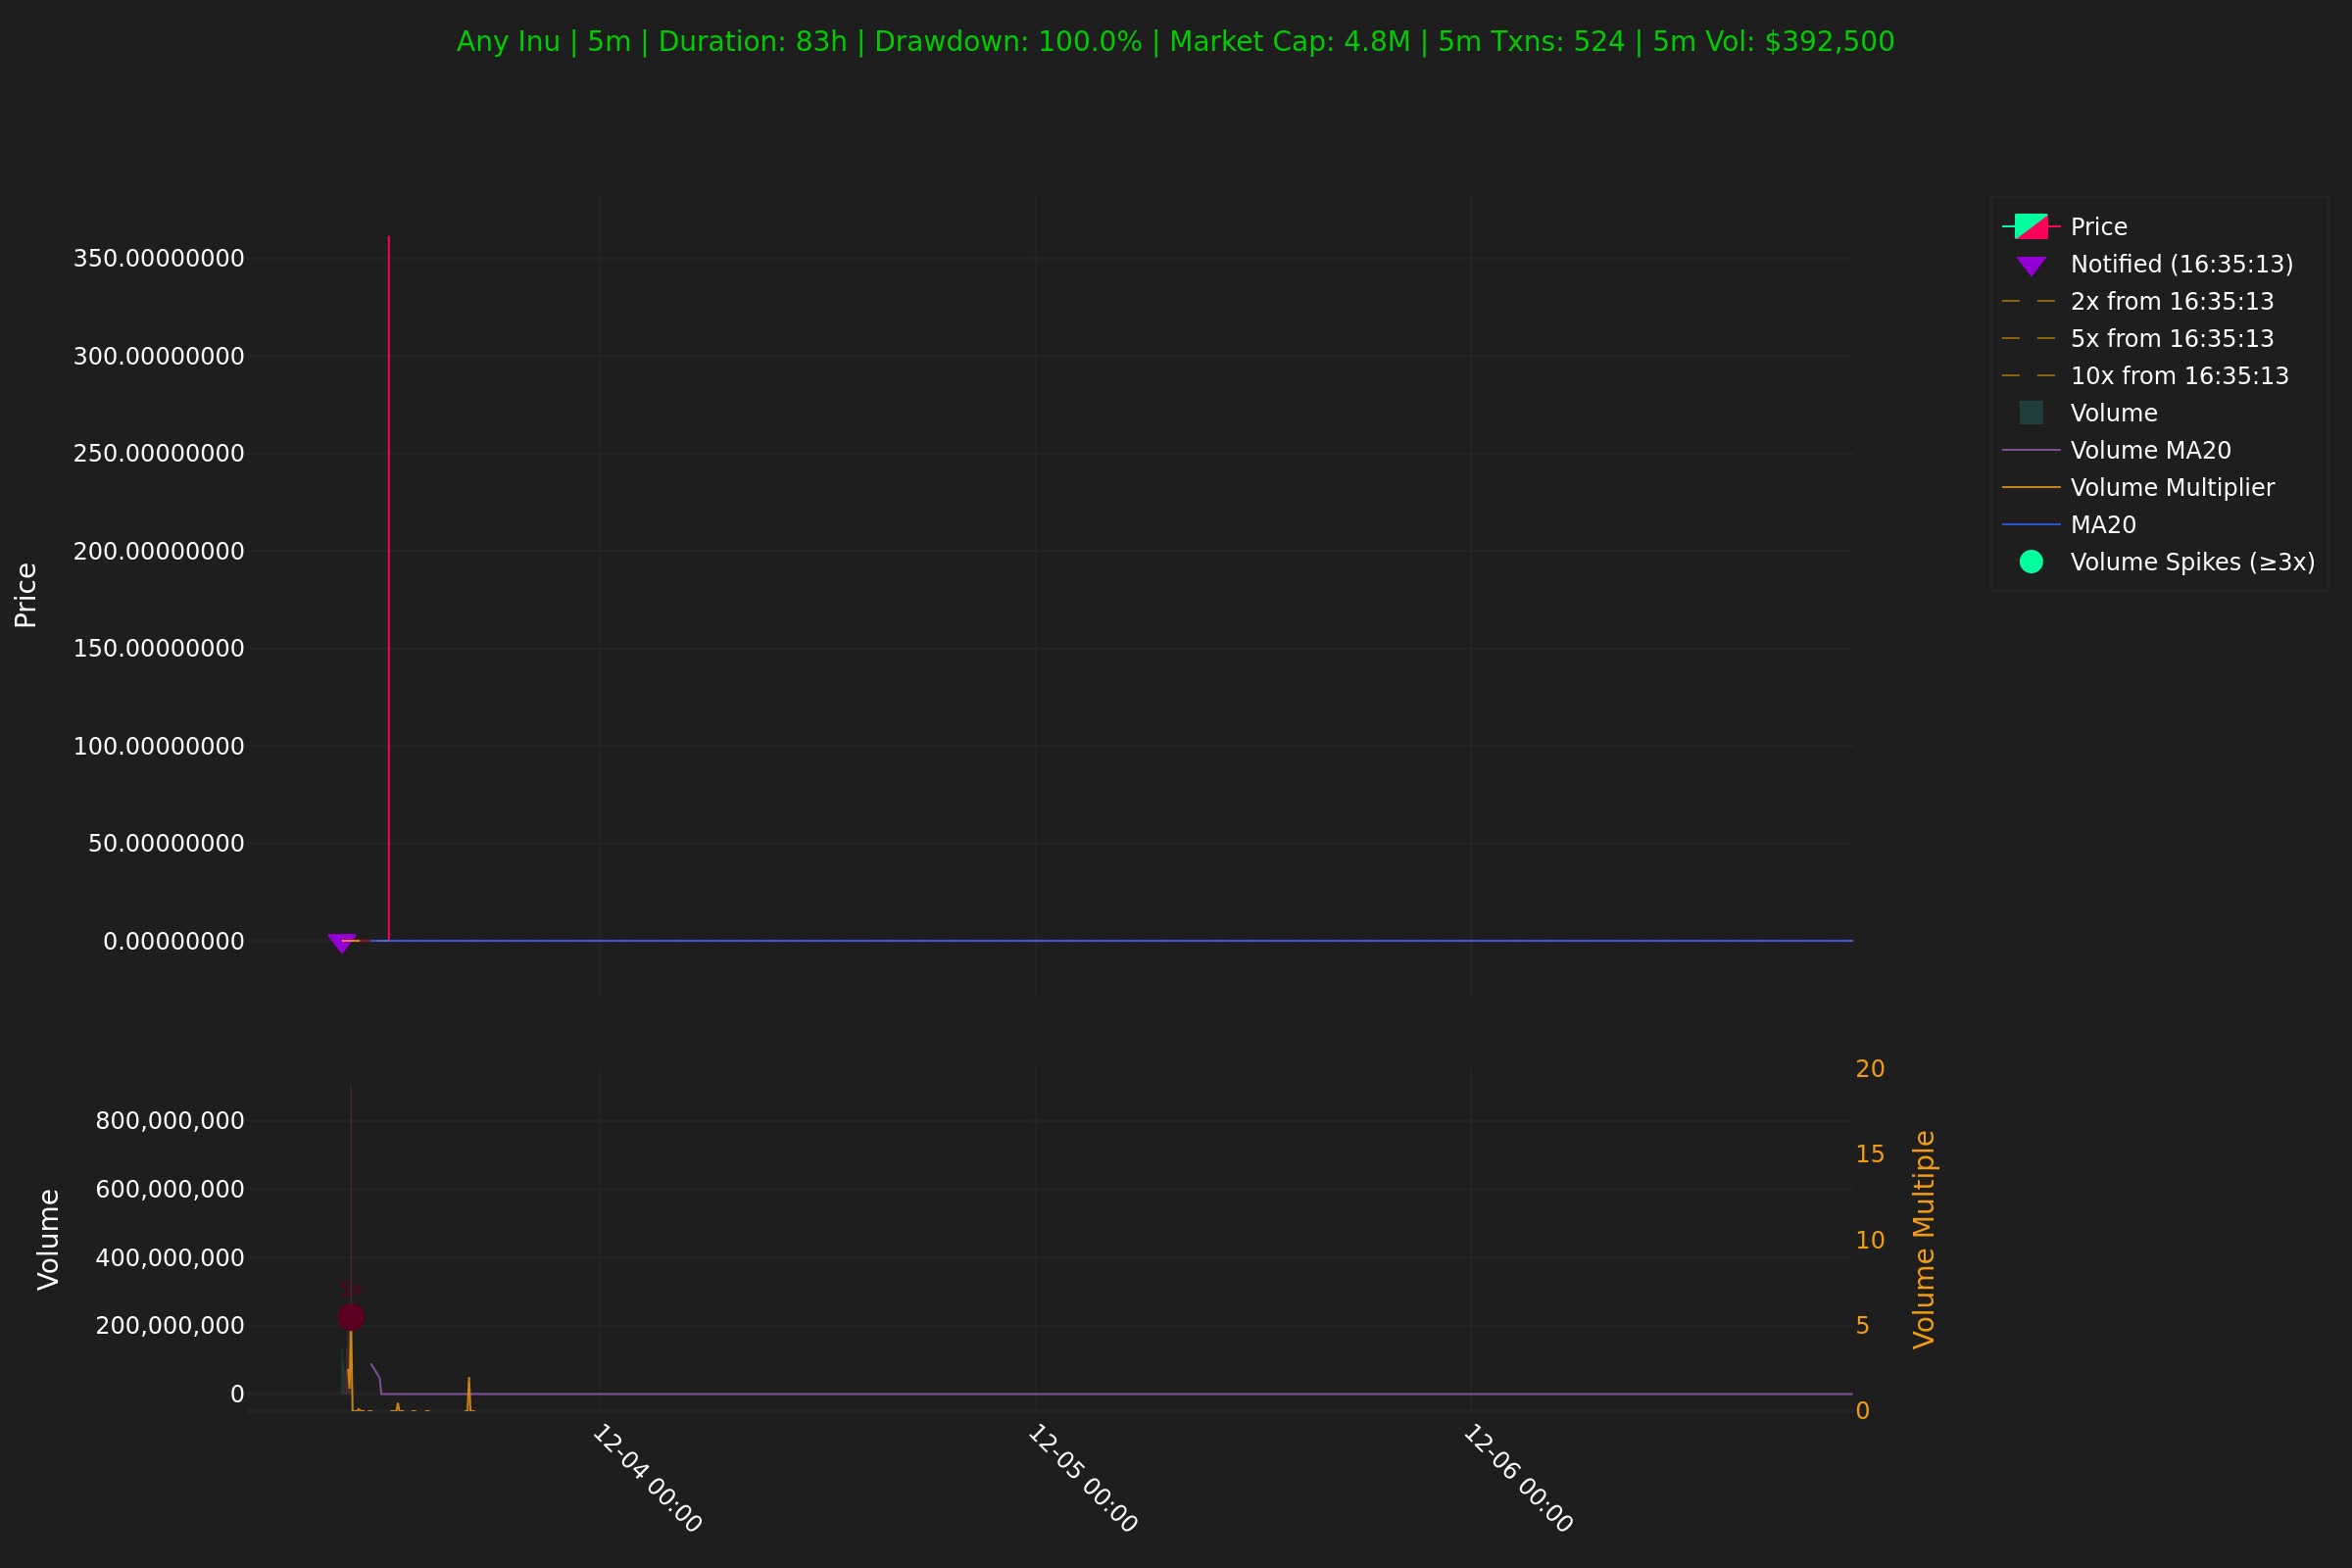 Any Inu | 5m | Duration: 83h | Drawdown: 100.0% | Market Cap: 4.8M | 5m Txns: 524 | 5m Vol: $392,500
Price
350.00000000
300.00000000
250.00000000
200.00000000
150.00000000
100.00000000
50.00000000
0.00000000
Price
Notified (16:35:13)
2x from 16:35:13
5x from 16:35:13
10x from 16:35:13
Volume
Volume MA20
Volume Multiplier
MA20
Volume Spikes (≥3x)
Volume
800,000,000
600,000,000
400,000,000
200,000,000
0
20
15
10
5
0
Volume Multiple
12-04 00:00
12-05 00:00
12-06 00:00